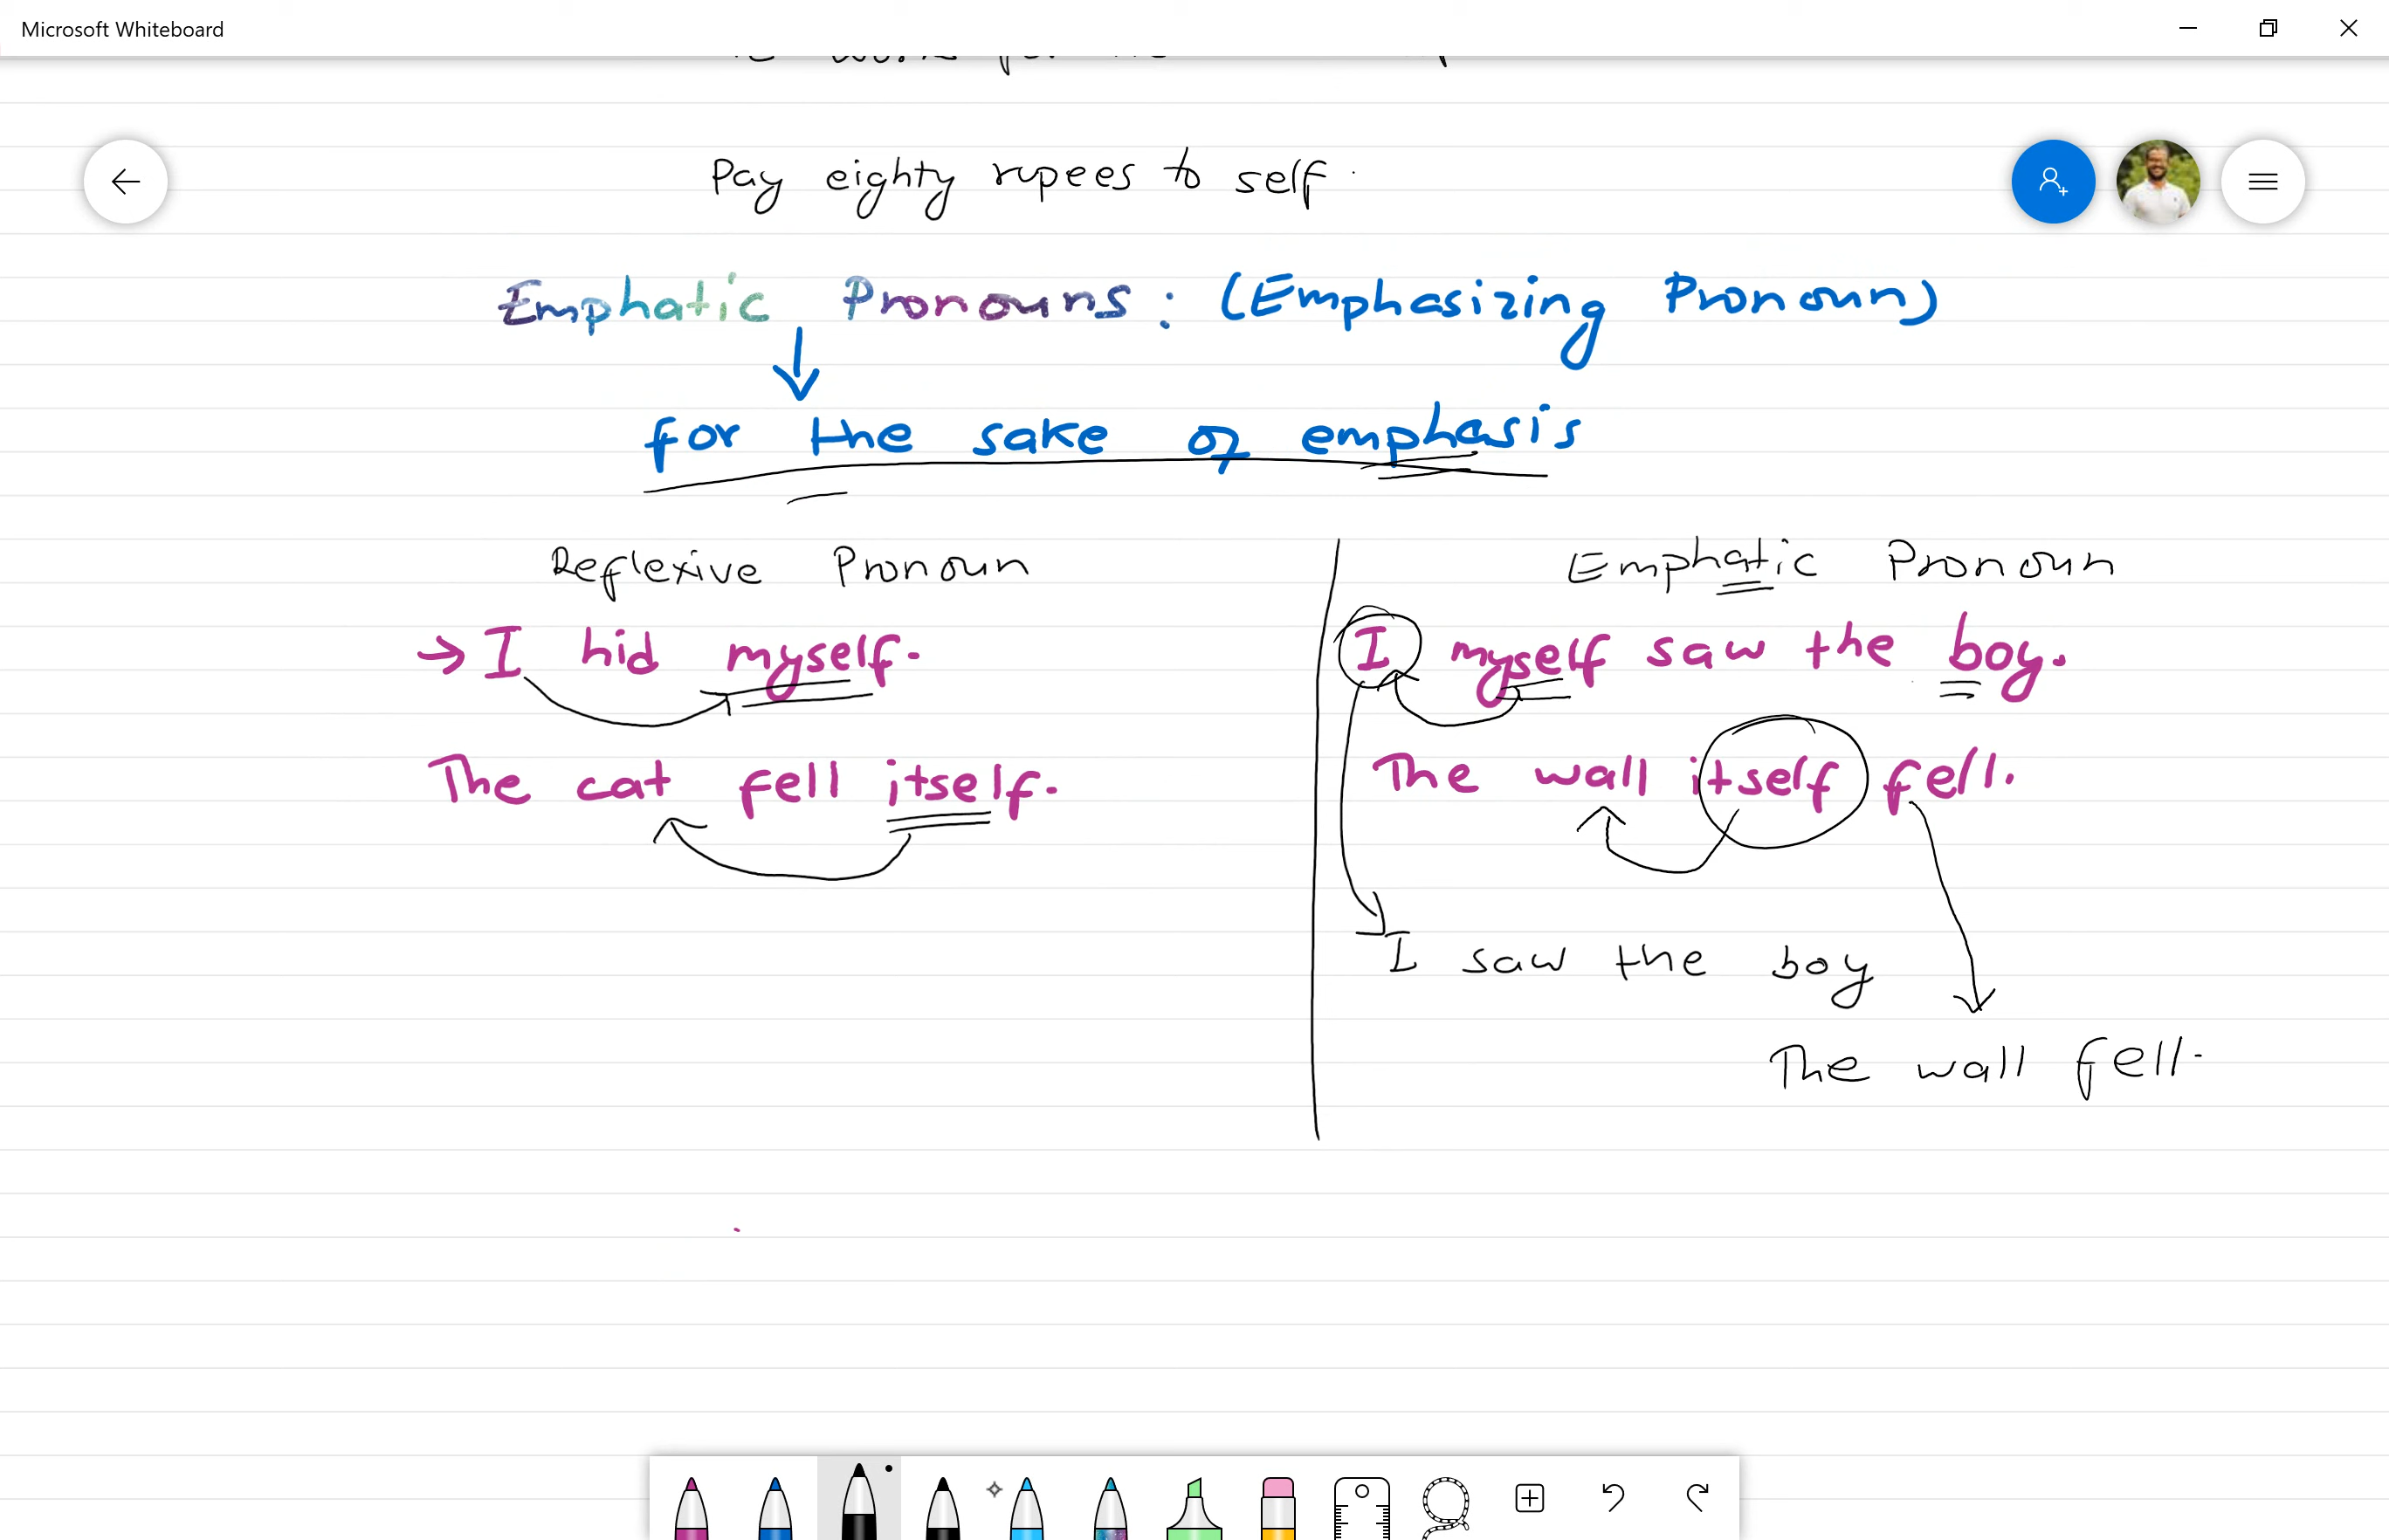 Microsoft Whiteboard
Pay eighty rupees to self.
Emphatic Pronouns: (Emphasizing Pronoun)
for the sake of emphasis
Reflexive Pronoun
→ I hid myself.
The cat fell itself.
Emphatic Pronoun
I myself saw the boy.
The wall itself fell.
I saw the boy
The wall fell.